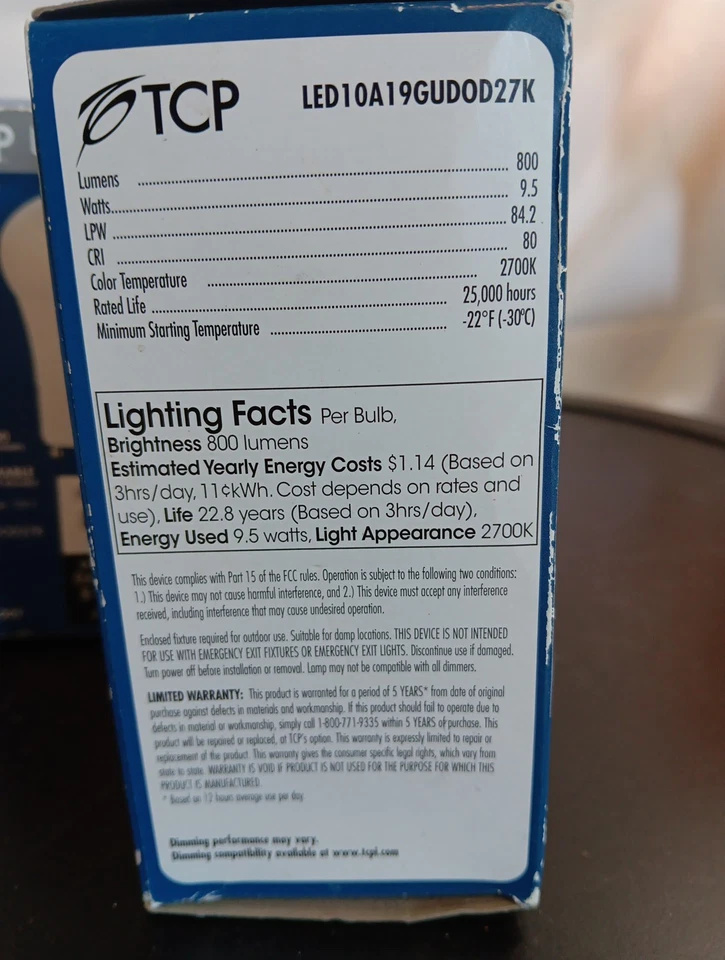 TCP
LED10A19GUDOD27K
Lumens 800
Watts 9.5
LPW 84.2
CRI 80
Color Temperature 2700K
Rated Life 25,000 hours
Minimum Starting Temperature -22°F (-30°C)
Lighting Facts Per Bulb,
Brightness 800 lumens
Estimated Yearly Energy Costs $1.14 (Based on
3hrs/day, 11¢kWh. Cost depends on rates and
use), Life 22.8 years (Based on 3hrs/day),
Energy Used 9.5 watts, Light Appearance 2700K
This device complies with Part 15 of the FCC rules. Operation is subject to the following two conditions:
1.) This device may not cause harmful interference, and 2.) This device must accept any interference
received, including interference that may cause undesired operation.
Enclosed fixture required for outdoor use. Suitable for damp locations. THIS DEVICE IS NOT INTENDED
FOR USE WITH EMERGENCY EXIT FIXTURES OR EMERGENCY EXIT LIGHTS. Discontinue use if damaged.
Turn power off before installation or removal. Lamp may not be compatible with all dimmers.
LIMITED WARRANTY: This product is warranted for a period of 5 YEARS* from date of original
purchase against defects in materials and workmanship. If this product should fail to operate due to
defects in material or workmanship, simply call 1-800-771-9335 within 5 YEARS of purchase. This
product will be repaired or replaced, at TCP's option. This warranty is expressly limited to repair or
replacement of the product. This warranty gives the consumer specific legal rights, which vary from
state to state. WARRANTY IS VOID IF PRODUCT IS NOT USED FOR THE PURPOSE FOR WHICH THIS
PRODUCT IS MANUFACTURED.
* Based on 12 hours average use per day
Dimming performance may vary.
Dimming compatibility available at www.tcpi.com